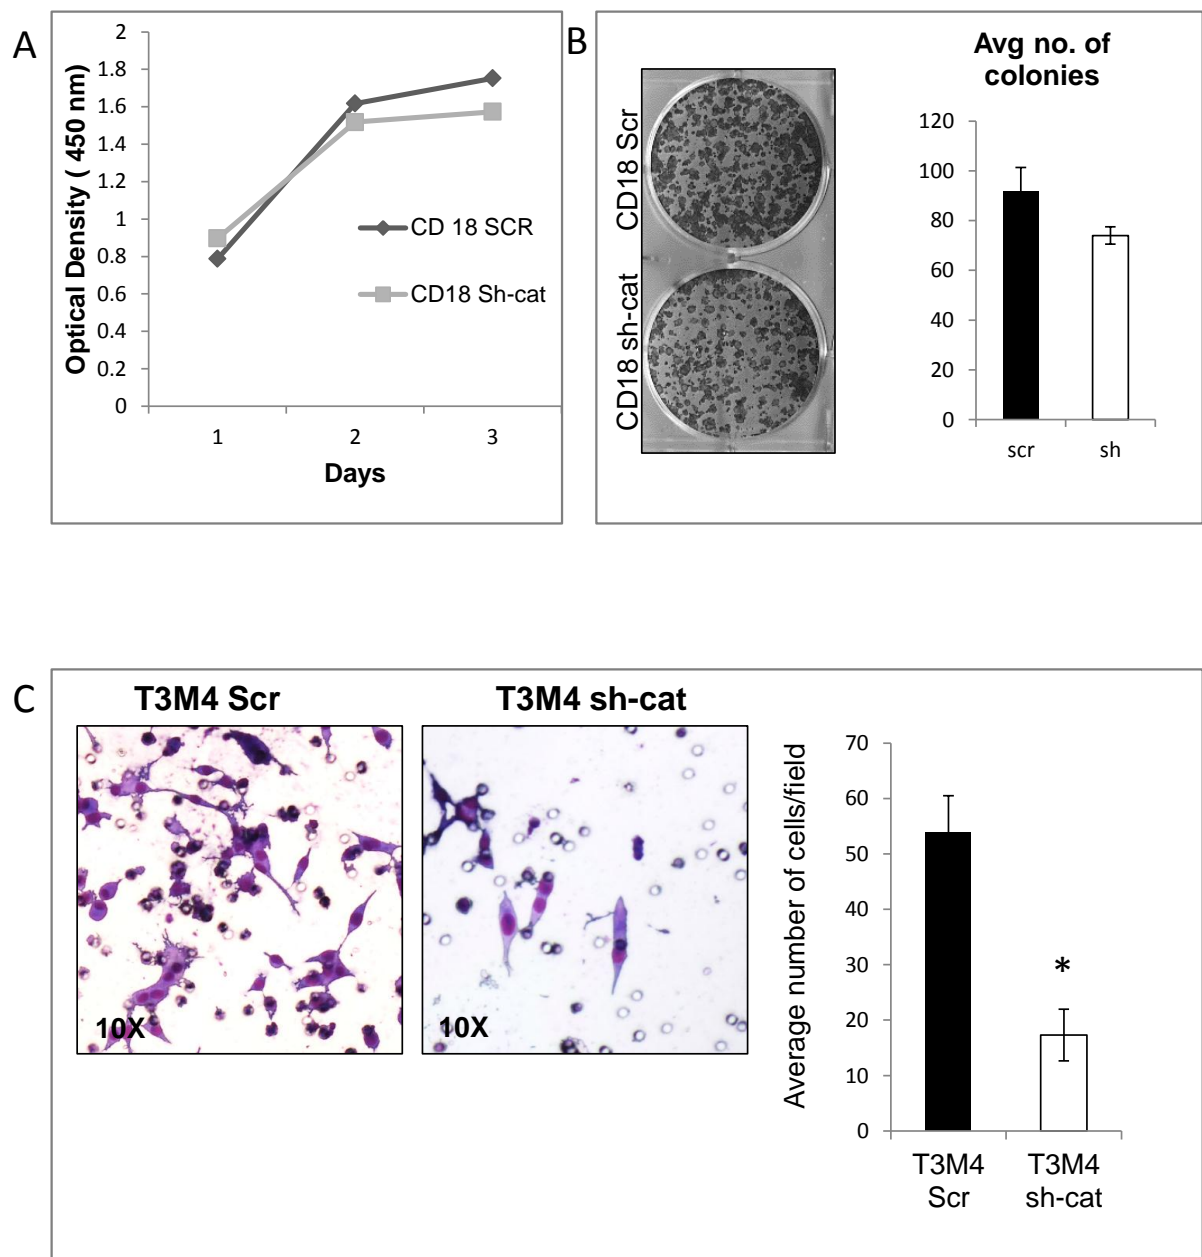 A
Optical Density ( 450 nm)
2
1.8
1.6
1.4
1.2
1
0.8
0.6
0.4
0.2
0
1
2
3
Days
CD 18 SCR
CD18 Sh-cat
B
CD18 Scr
CD18 sh-cat
Avg no. of
colonies
120
100
80
60
40
20
0
scr
sh
C
T3M4 Scr
10X
T3M4 sh-cat
10X
Average number of cells/field
70
60
50
40
30
20
10
0
*
T3M4
Scr
T3M4
sh-cat